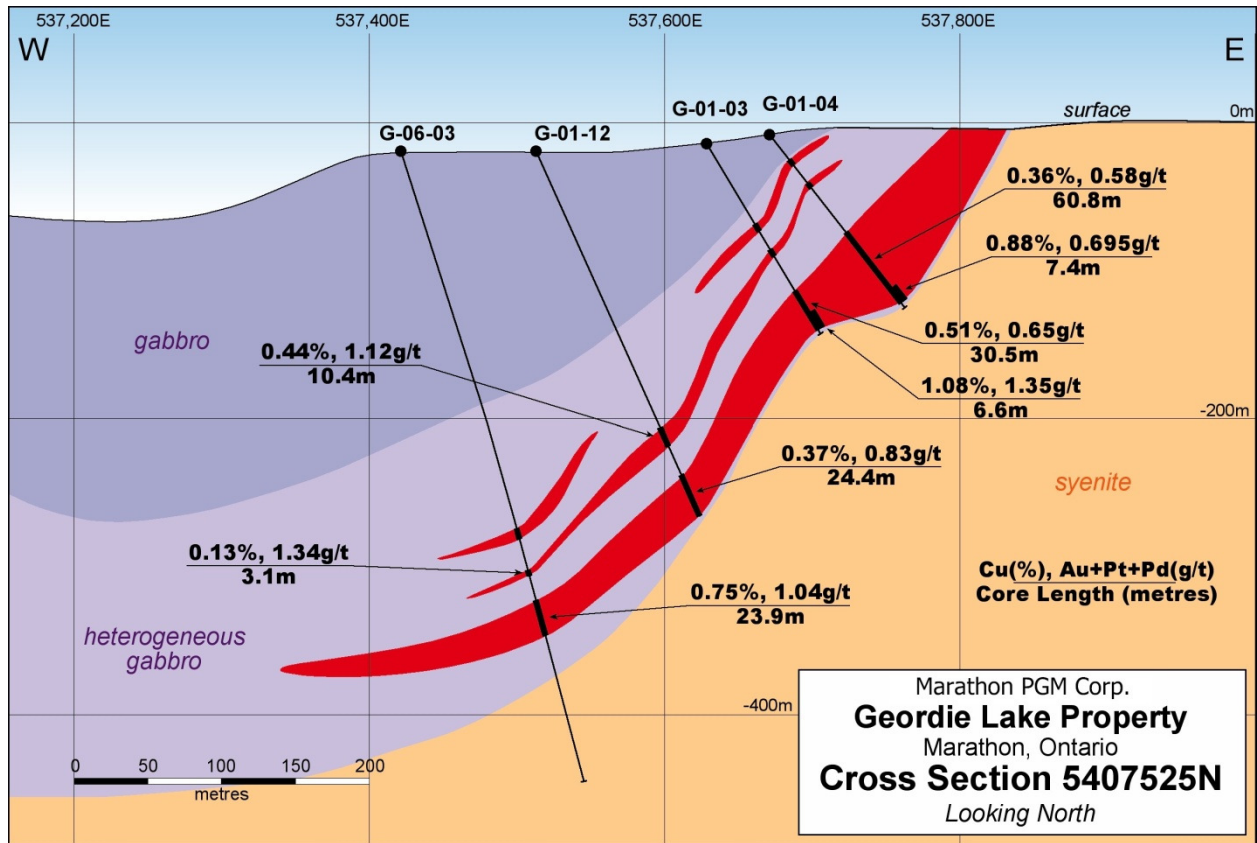 537,200E
537,400E
537,600E
537,800E
W
E
G-06-03
G-01-12
G-01-03
G-01-04
surface
0m
0.36%, 0.58g/t
60.8m
0.88%, 0.695g/t
7.4m
0.51%, 0.65g/t
30.5m
1.08%, 1.35g/t
6.6m
gabbro
0.44%, 1.12g/t
10.4m
-200m
0.37%, 0.83g/t
24.4m
syenite
0.13%, 1.34g/t
3.1m
0.75%, 1.04g/t
23.9m
Cu(%), Au+Pt+Pd(g/t)
Core Length (metres)
heterogeneous
gabbro
-400m
0 50 100 150 200
metres
Marathon PGM Corp.
Geordie Lake Property
Marathon, Ontario
Cross Section 5407525N
Looking North